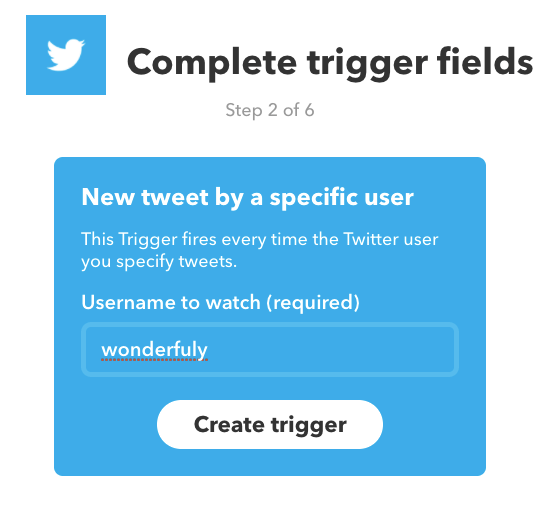 Complete trigger fields
Step 2 of 6
New tweet by a specific user
This Trigger fires every time the Twitter user
you specify tweets.
Username to watch (required)
wonderfuly
Create trigger